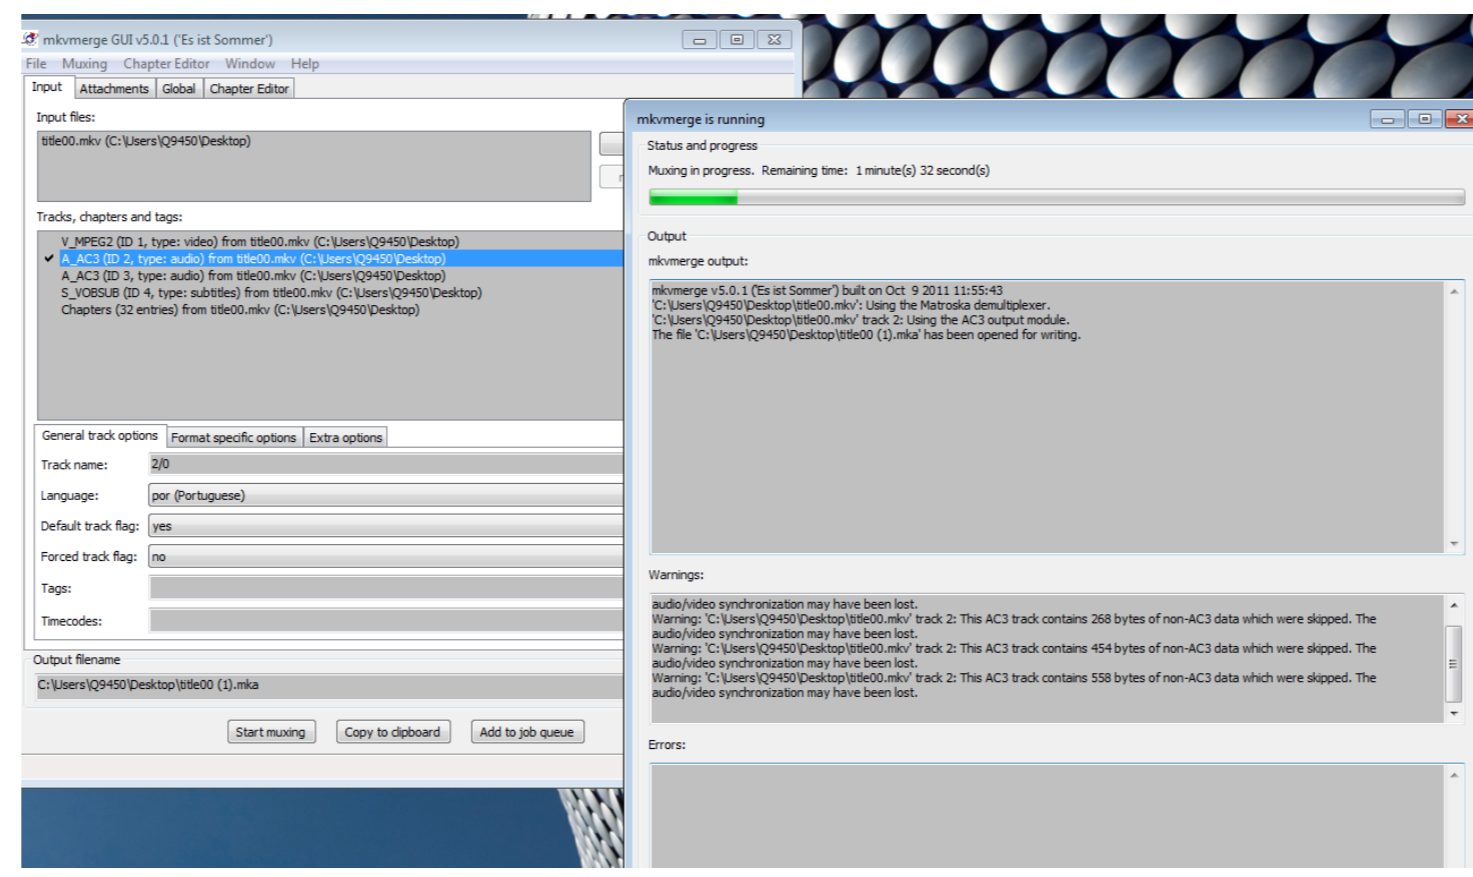 mkvmerge GUI v5.0.1 ('Es ist Sommer')
File Muxing Chapter Editor Window Help
Input Attachments Global Chapter Editor
Input files:
title00.mkv (C:\Users\Q9450\Desktop)
Tracks, chapters and tags:
V_MPEG2 (ID 1, type: video) from title00.mkv (C:\Users\Q9450\Desktop)
A_AC3 (ID 2, type: audio) from title00.mkv (C:\Users\Q9450\Desktop)
A_AC3 (ID 3, type: audio) from title00.mkv (C:\Users\Q9450\Desktop)
S_VOBSUB (ID 4, type: subtitles) from title00.mkv (C:\Users\Q9450\Desktop)
Chapters (32 entries) from title00.mkv (C:\Users\Q9450\Desktop)
General track options Format specific options Extra options
Track name: 2/0
Language: por (Portuguese)
Default track flag: yes
Forced track flag: no
Tags:
Timecodes:
Output filename
C:\Users\Q9450\Desktop\title00 (1).mka
Start muxing Copy to clipboard Add to job queue
mkvmerge is running
Status and progress
Muxing in progress. Remaining time: 1 minute(s) 32 second(s)
Output
mkvmerge output:
mkvmerge v5.0.1 ('Es ist Sommer') built on Oct 9 2011 11:55:43
'C:\Users\Q9450\Desktop\title00.mkv': Using the Matroska demultiplexer.
'C:\Users\Q9450\Desktop\title00.mkv' track 2: Using the AC3 output module.
The file 'C:\Users\Q9450\Desktop\title00 (1).mka' has been opened for writing.
Warnings:
audio/video synchronization may have been lost.
Warning: 'C:\Users\Q9450\Desktop\title00.mkv' track 2: This AC3 track contains 268 bytes of non-AC3 data which were skipped. The
audio/video synchronization may have been lost.
Warning: 'C:\Users\Q9450\Desktop\title00.mkv' track 2: This AC3 track contains 454 bytes of non-AC3 data which were skipped. The
audio/video synchronization may have been lost.
Warning: 'C:\Users\Q9450\Desktop\title00.mkv' track 2: This AC3 track contains 558 bytes of non-AC3 data which were skipped. The
audio/video synchronization may have been lost.
Errors: